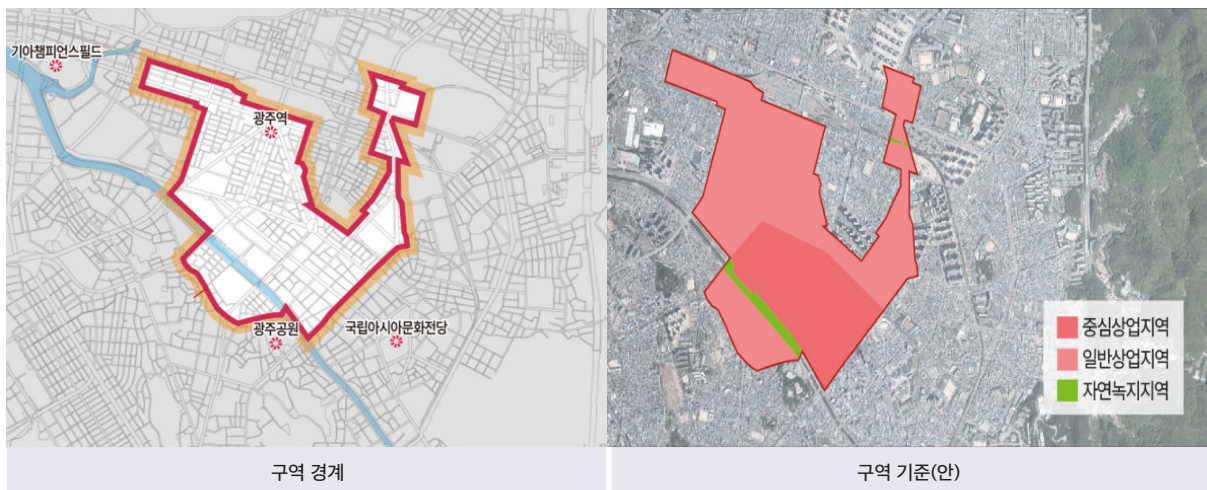 기아챔피언스필드
광주역
광주공원
국립아시아문화전당
중심상업지역
일반상업지역
자연녹지지역
구역 경계
구역 기준(안)